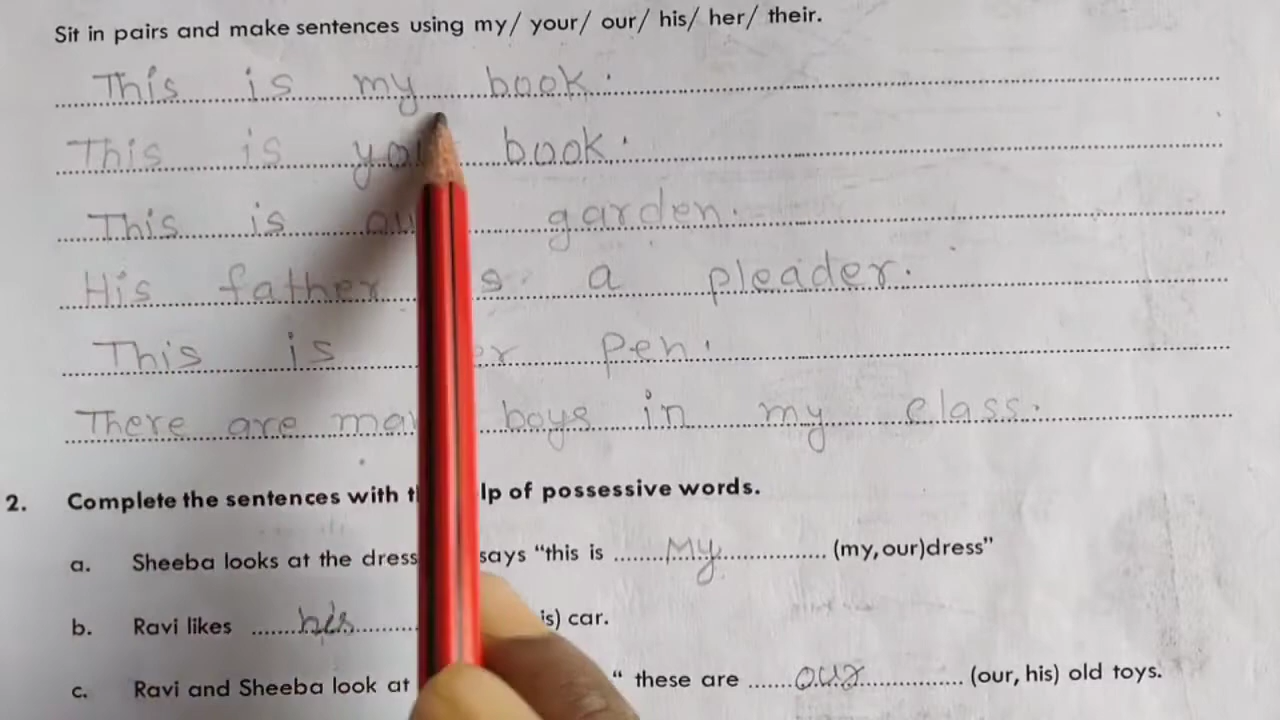 Sit in pairs and make sentences using my/ your/ our/ his/ her/ their.
This is my book.
This is book.
This is garden.
His father a pleader.
This is pen.
There are boys in my class.
2. Complete the sentences with of possessive words.
a. Sheeba looks at the says "this is ......My...... (my,our)dress"
b. Ravi likes ......his...... car.
c. Ravi and Sheeba look at " these are ......our...... (our, his) old toys.